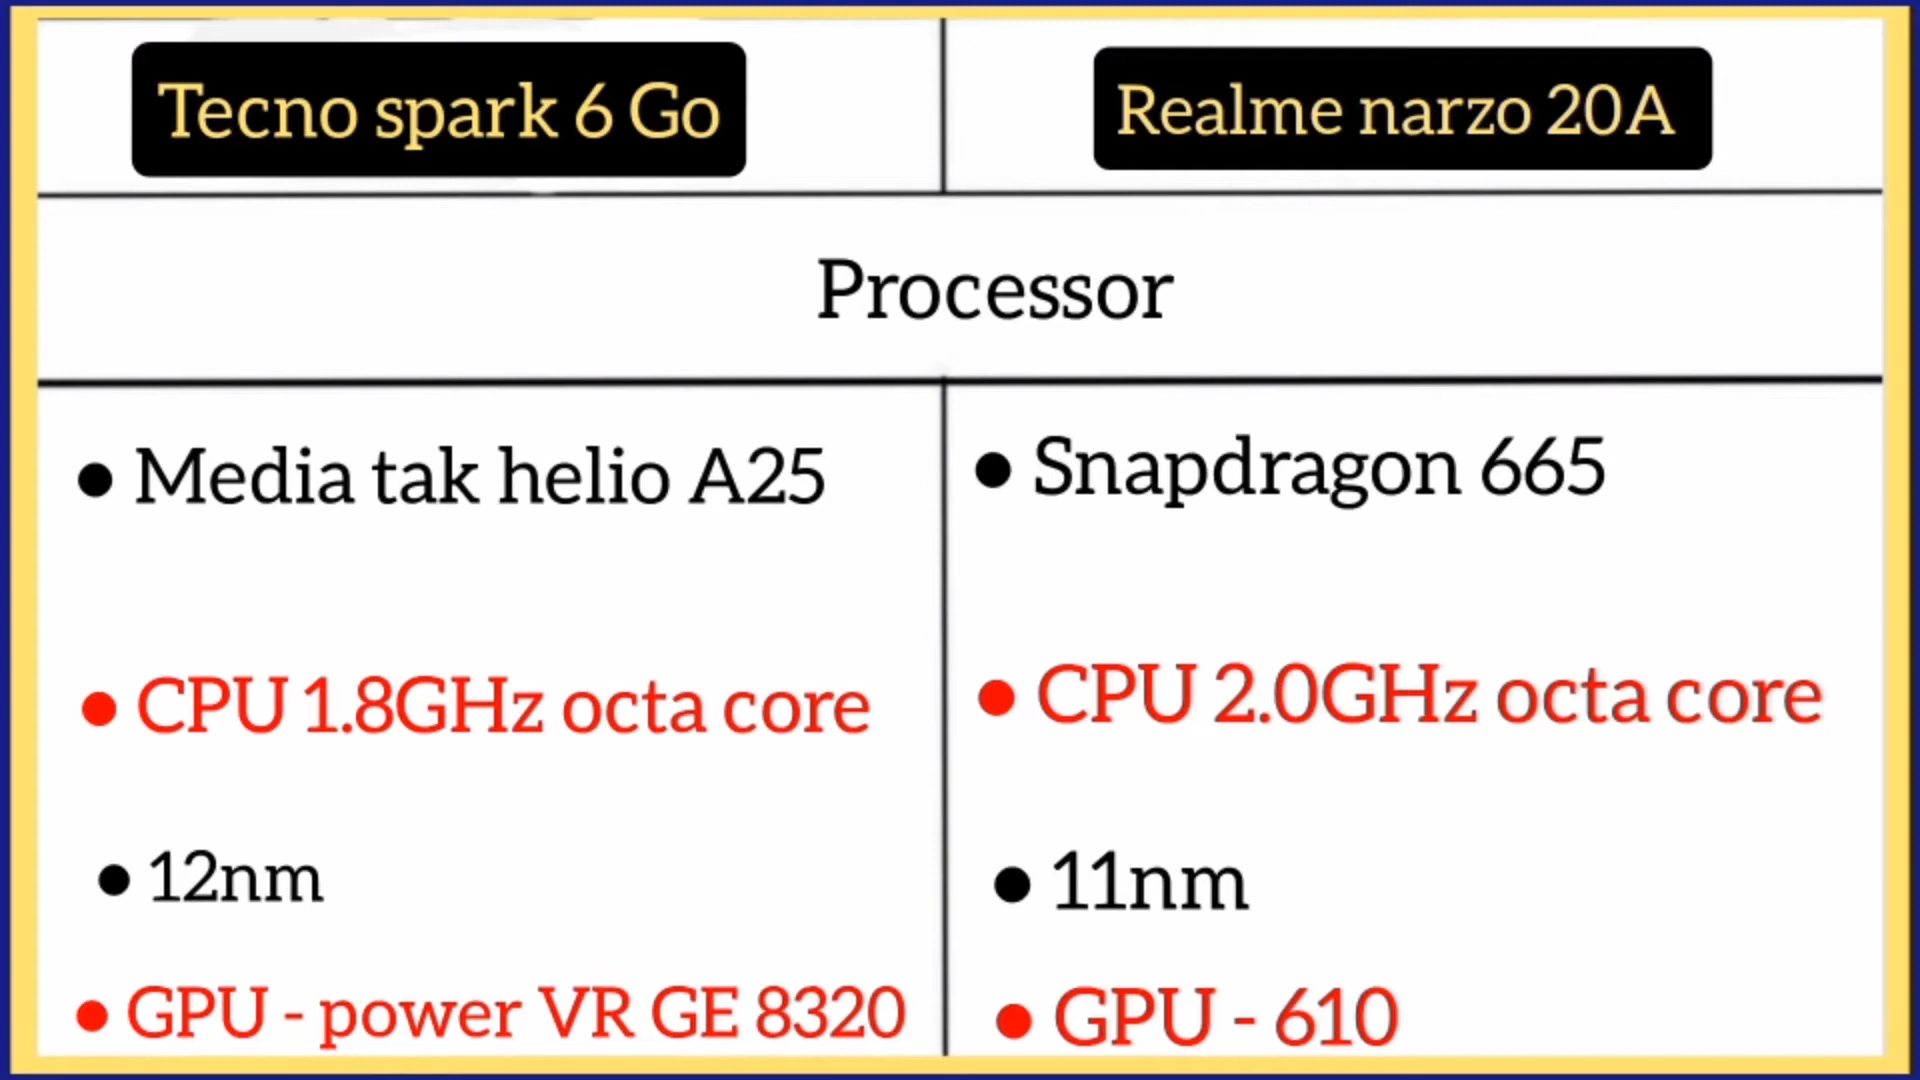 Tecno spark 6 Go
Realme narzo 20A
Processor
● Media tak helio A25
● Snapdragon 665
● CPU 1.8GHz octa core
● CPU 2.0GHz octa core
● 12nm
● 11nm
● GPU - power VR GE 8320
● GPU - 610